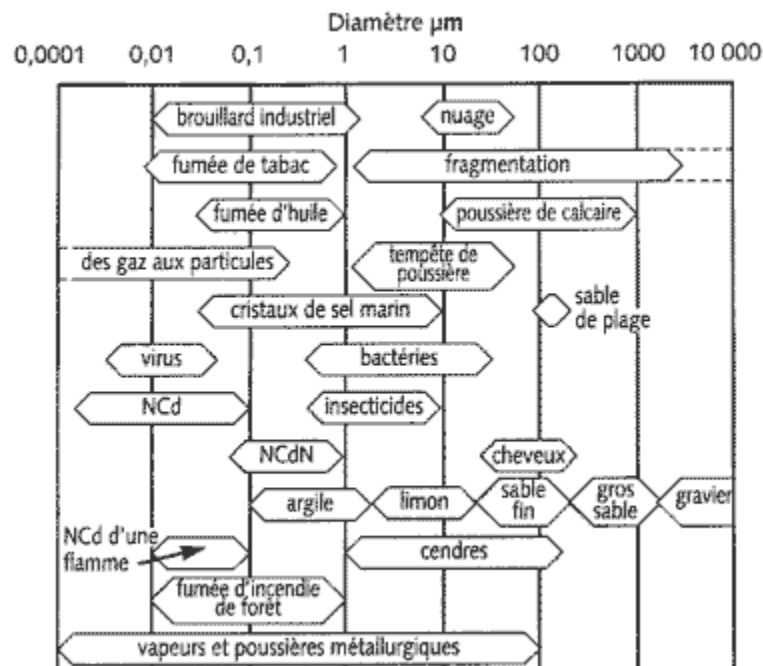 Diamètre µm
0,0001 0,01 0,1 1 10 100 1000 10 000
brouillard industriel nuage
fumée de tabac fragmentation
fumée d'huile poussière de calcaire
des gaz aux particules tempête de
poussière
cristaux de sel marin sable
de plage
virus bactéries
NCd insecticides
NCdN cheveux
argile limon sable
fin gros
sable gravier
NCd d'une
flamme cendres
fumée d'incendie
de forêt
vapeurs et poussières métallurgiques